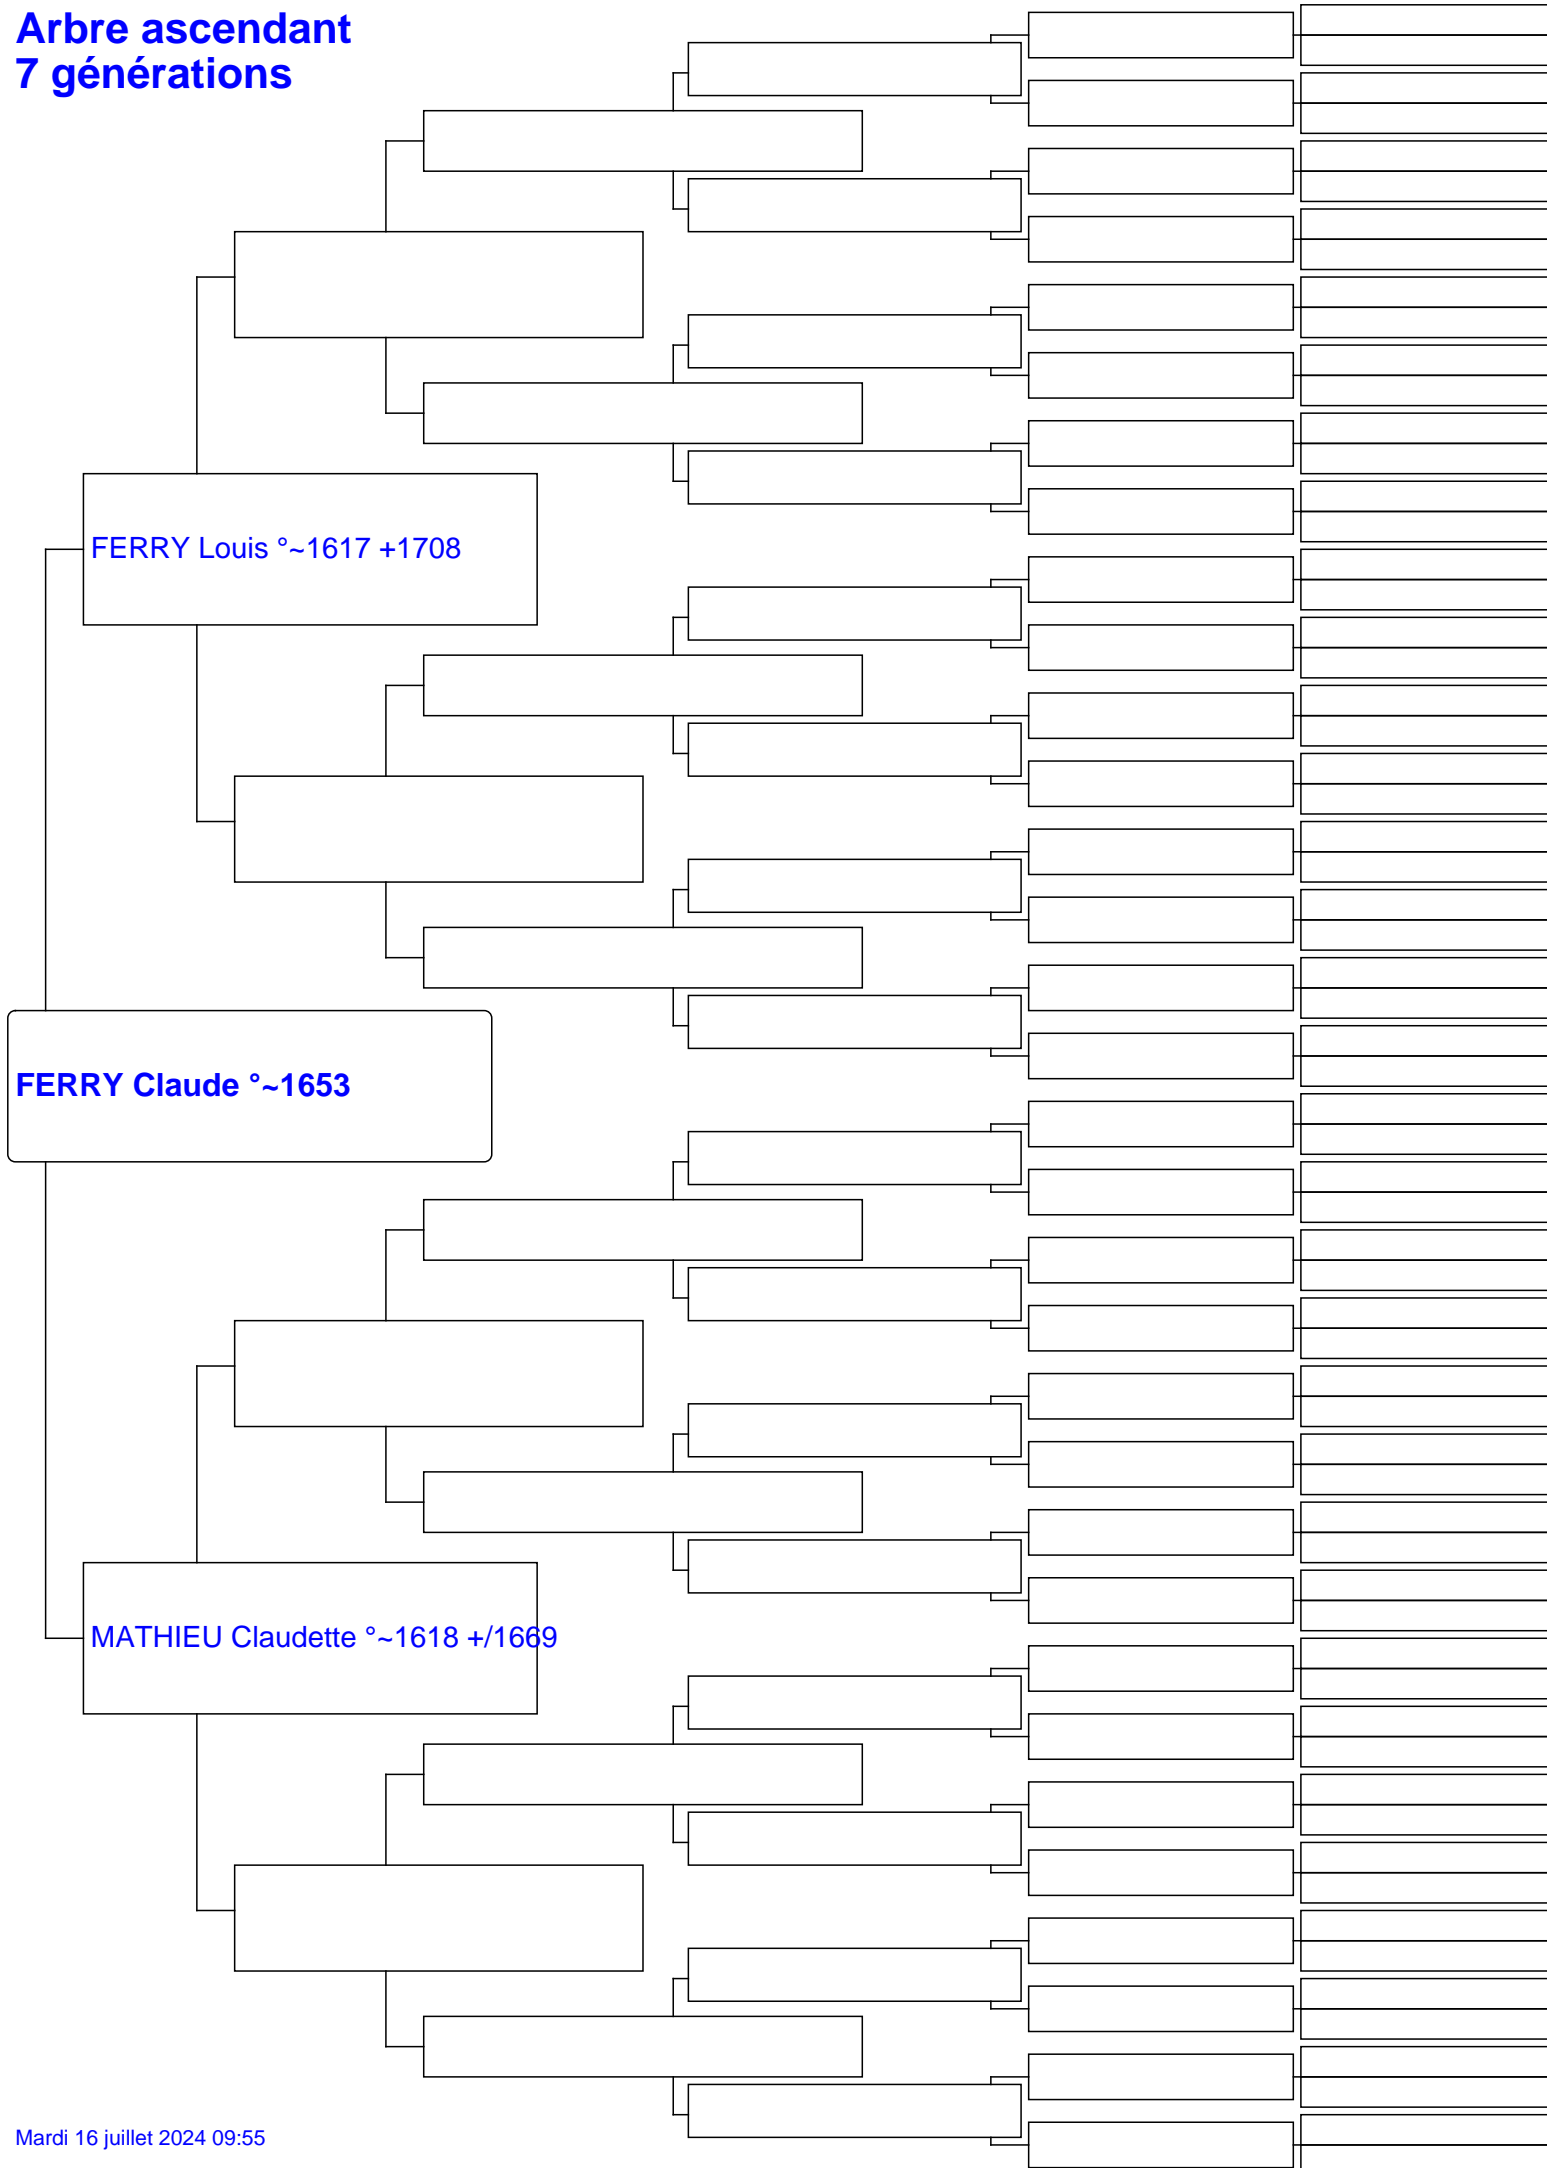 Arbre ascendant
7 générations
FERRY Louis °~1617 +1708
FERRY Claude °~1653
MATHIEU Claudette °~1618 +/1669
Mardi 16 juillet 2024 09:55